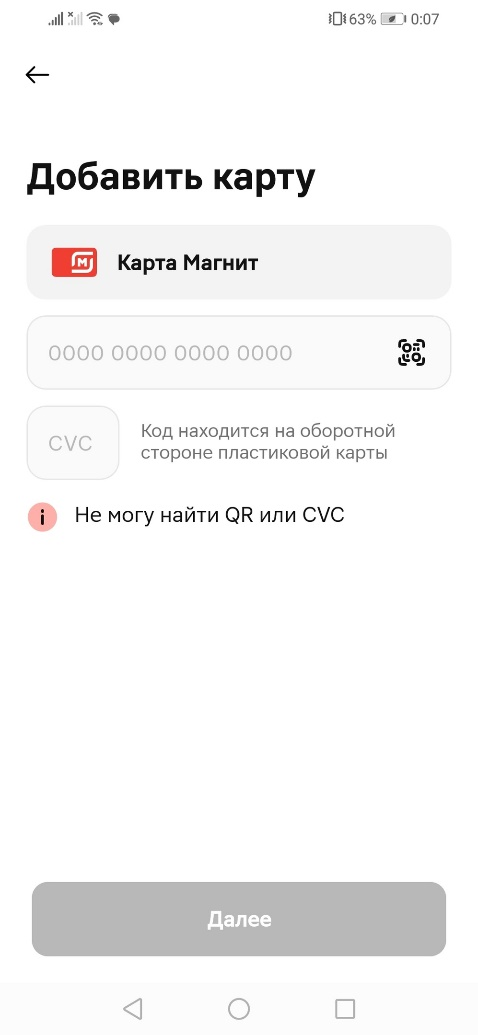 63% 0:07
Добавить карту
Карта Магнит
0000 0000 0000 0000
CVC
Код находится на оборотной
стороне пластиковой карты
Не могу найти QR или CVC
Далее